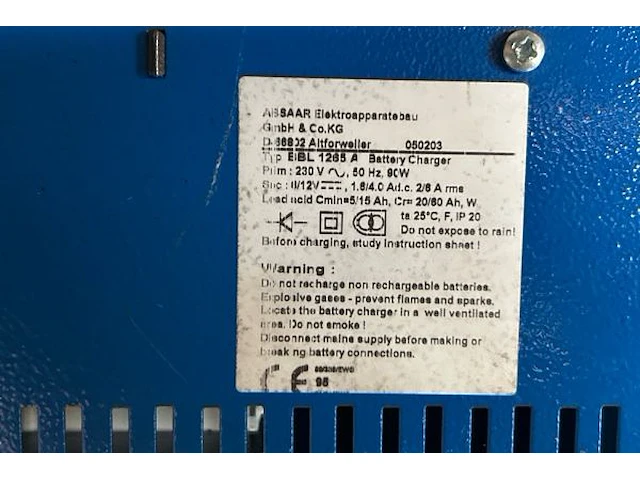 ABSAAR Elektroapparatebau
GmbH & Co.KG
D-66802 Altforweiler 050203
Typ EIBL 1265 A Battery Charger
Prim : 230 V ~, 50 Hz, 90W
Sec : 6/12V, 1.6/4.0 Ad.c. 2/6 A rms
Lead acid Cmin=5/15 Ah, Cr= 20/60 Ah, W
ta 25°C, F, IP 20
Do not expose to rain!
Before charging, study instruction sheet !
Warning :
Do not recharge non rechargeable batteries.
Explosive gases - prevent flames and sparks.
Locate the battery charger in a well ventilated
area. Do not smoke !
Disconnect mains supply before making or
breaking battery connections.
CE
95